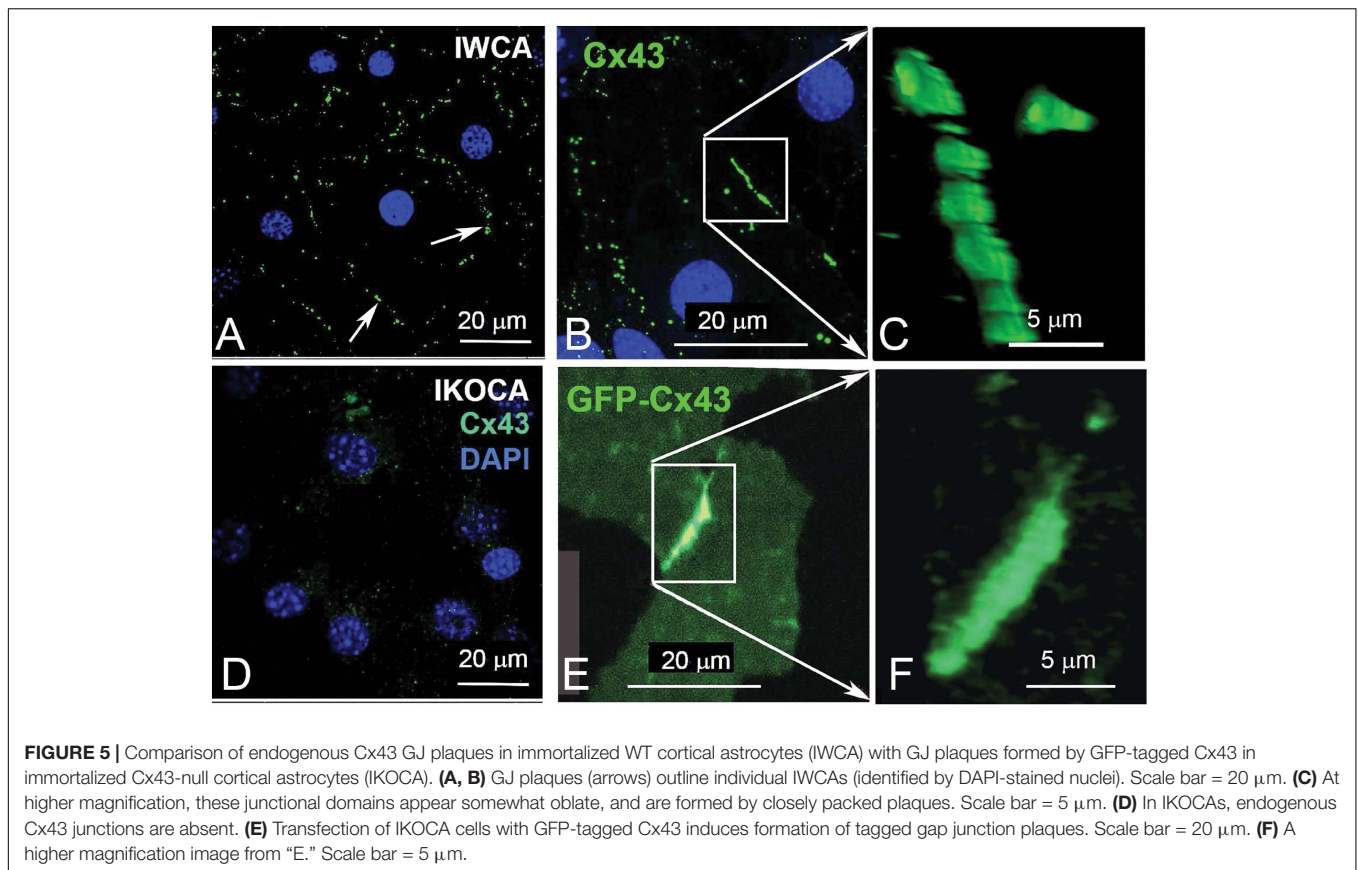 IWCA
A
20 μm
Cx43
B
20 μm
C
5 μm
IKOCA
Cx43
DAPI
D
20 μm
GFP-Cx43
E
20 μm
F
5 μm
FIGURE 5 | Comparison of endogenous Cx43 GJ plaques in immortalized WT cortical astrocytes (IWCA) with GJ plaques formed by GFP-tagged Cx43 in
immortalized Cx43-null cortical astrocytes (IKOCA). (A, B) GJ plaques (arrows) outline individual IWCAs (identified by DAPI-stained nuclei). Scale bar = 20 μm. (C) At
higher magnification, these junctional domains appear somewhat oblate, and are formed by closely packed plaques. Scale bar = 5 μm. (D) In IKOCAs, endogenous
Cx43 junctions are absent. (E) Transfection of IKOCA cells with GFP-tagged Cx43 induces formation of tagged gap junction plaques. Scale bar = 20 μm. (F) A
higher magnification image from “E.” Scale bar = 5 μm.